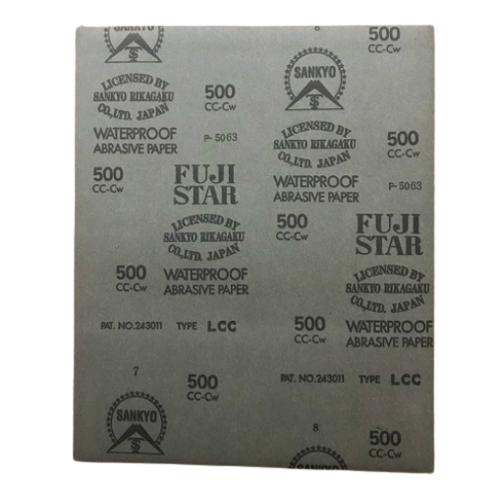 SANKYO
TS
LICENSED BY
SANKYO RIKAGAKU
CO.,LTD. JAPAN
500
CC-Cw
WATERPROOF
ABRASIVE PAPER
P-5063
500
CC-Cw
FUJI
STAR
LICENSED BY
SANKYO RIKAGAKU
CO.,LTD. JAPAN
500
CC-Cw
WATERPROOF
ABRASIVE PAPER
PAT. NO.243011 TYPE LCC
7
500
CC-Cw
SANKYO
TS
8
500
CC-Cw
SANKYO
TS
LICENSED BY
SANKYO RIKAGAKU
CO.,LTD. JAPAN
500
CC-Cw
WATERPROOF
ABRASIVE PAPER
P-5063
500
CC-Cw
FUJI
STAR
LICENSED BY
SANKYO RIKAGAKU
CO.,LTD. JAPAN
500
CC-Cw
WATERPROOF
ABRASIVE PAPER
PAT. NO.243011 TYPE LCC
8
500
CC-Cw
SANKYO